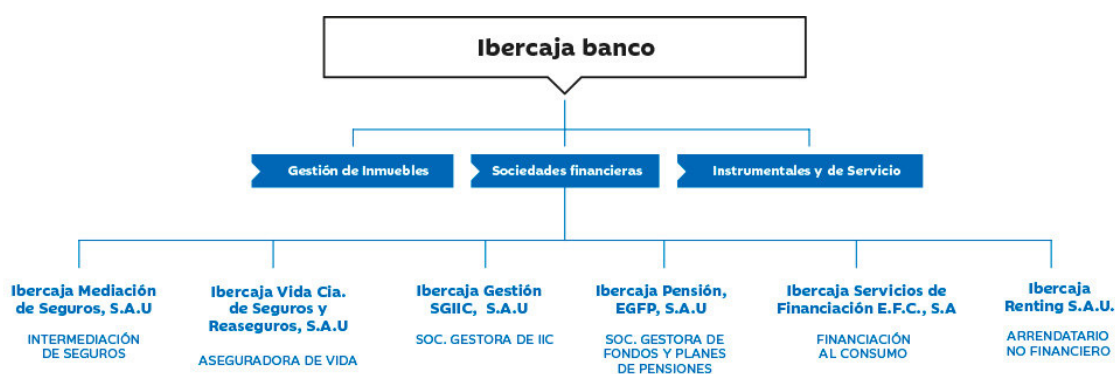 Ibercaja banco
Gestión de Inmuebles
Sociedades financieras
Instrumentales y de Servicio
Ibercaja Mediación
de Seguros, S.A.U
INTERMEDIACIÓN
DE SEGUROS
Ibercaja Vida Cia.
de Seguros y
Reaseguros, S.A.U
ASEGURADORA DE VIDA
Ibercaja Gestión
SGIIC, S.A.U
SOC. GESTORA DE IIC
Ibercaja Pensión,
EGFP, S.A.U
SOC. GESTORA DE
FONDOS Y PLANES
DE PENSIONES
Ibercaja Servicios de
Financiación E.F.C., S.A
FINANCIACIÓN
AL CONSUMO
Ibercaja
Renting S.A.U.
ARRENDATARIO
NO FINANCIERO